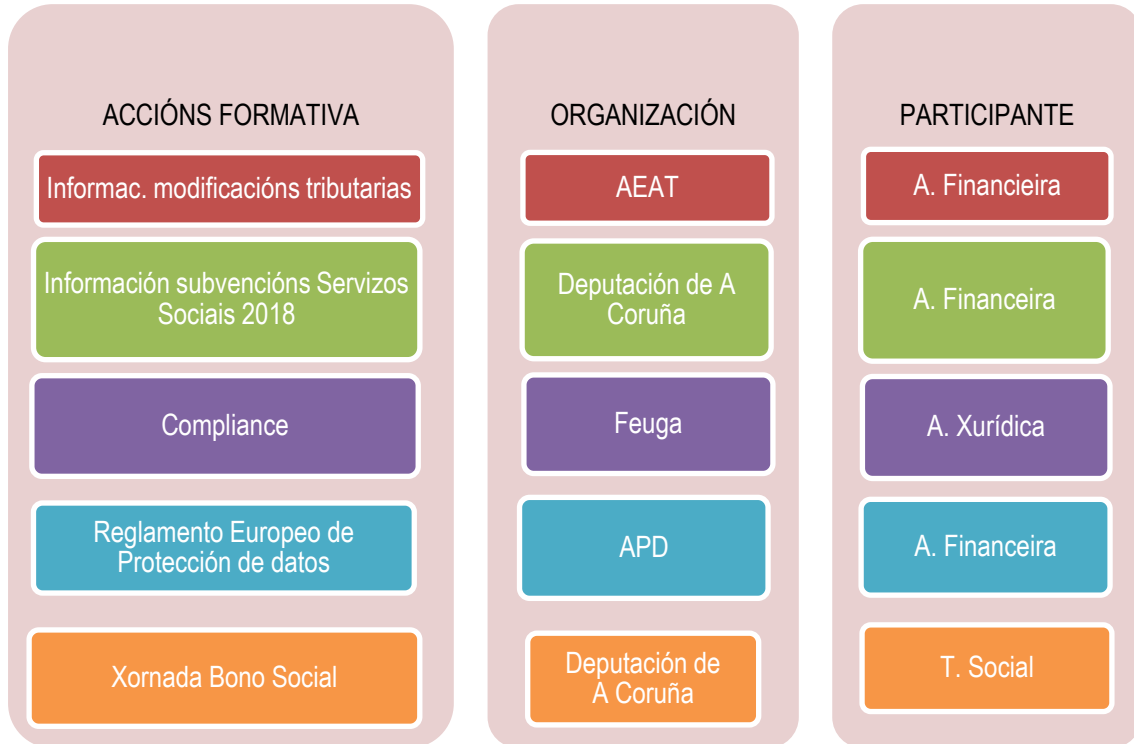 ACCIÓNS FORMATIVA
Informac. modificacións tributarias
Información subvencións Servizos
Sociais 2018
Compliance
Reglamento Europeo de
Protección de datos
Xornada Bono Social
ORGANIZACIÓN
AEAT
Deputación de A
Coruña
Feuga
APD
Deputación de
A Coruña
PARTICIPANTE
A. Financieira
A. Financeira
A. Xurídica
A. Financeira
T. Social